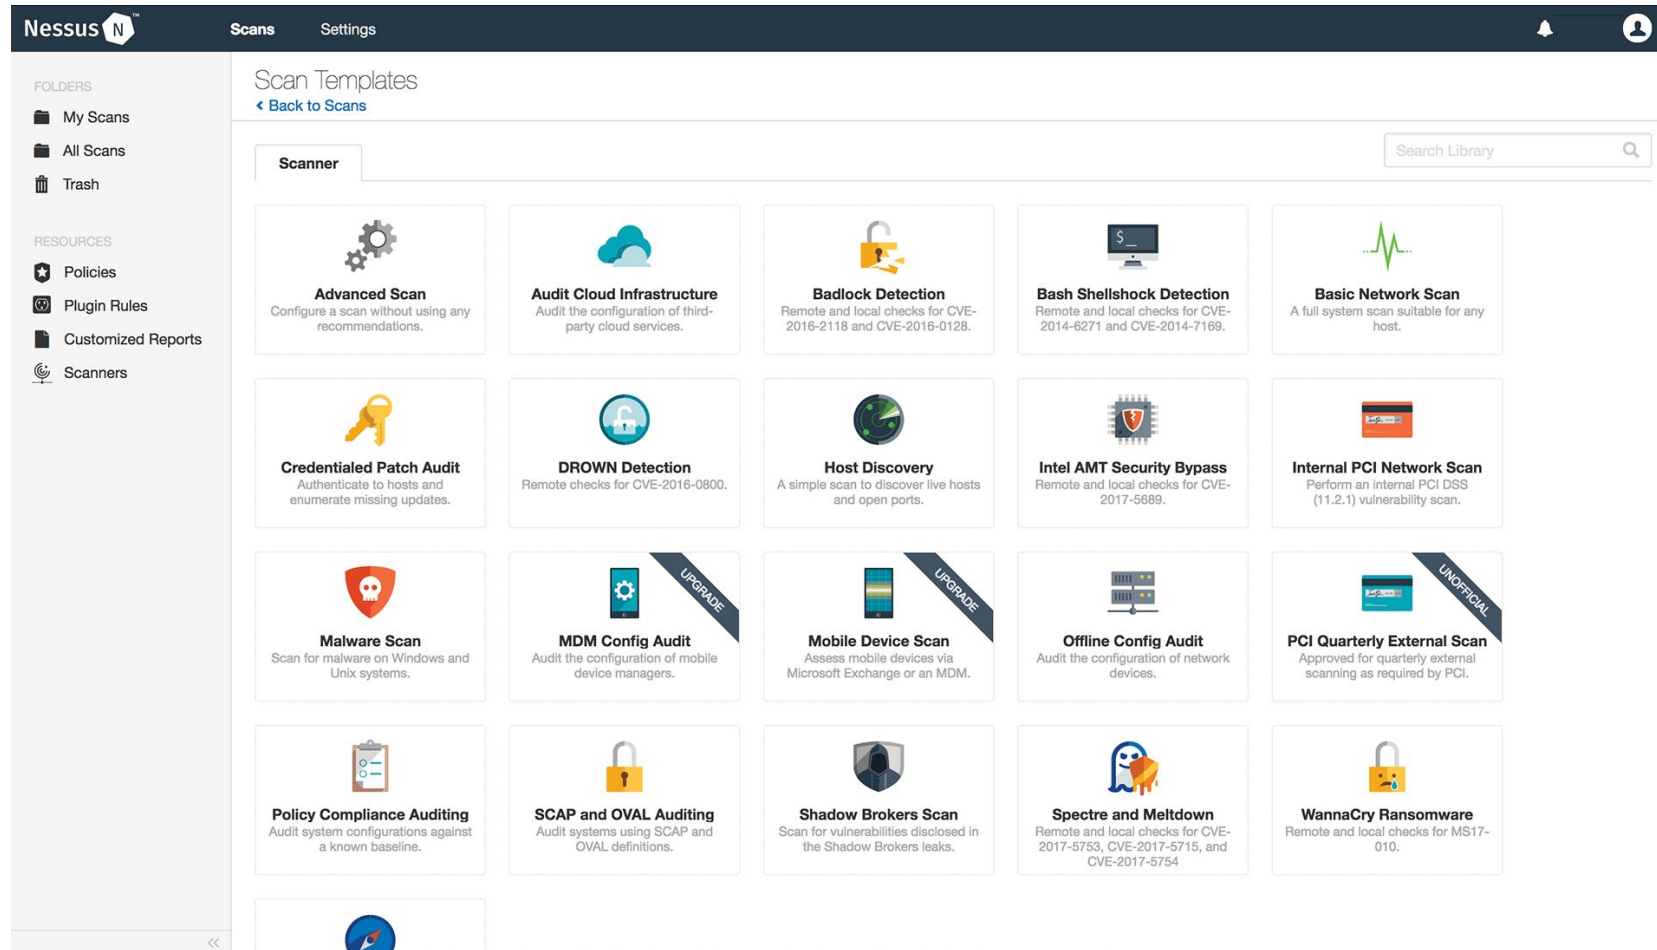 Nessus N ™
Scans Settings
FOLDERS
My Scans
All Scans
Trash
RESOURCES
Policies
Plugin Rules
Customized Reports
Scanners
Scan Templates
Back to Scans
Scanner
Search Library
$_
Advanced Scan
Configure a scan without using any
recommendations.
Audit Cloud Infrastructure
Audit the configuration of third-
party cloud services.
Badlock Detection
Remote and local checks for CVE-
2016-2118 and CVE-2016-0128.
Bash Shellshock Detection
Remote and local checks for CVE-
2014-6271 and CVE-2014-7169.
Basic Network Scan
A full system scan suitable for any
host.
Credentialed Patch Audit
Authenticate to hosts and
enumerate missing updates.
DROWN Detection
Remote checks for CVE-2016-0800.
Host Discovery
A simple scan to discover live hosts
and open ports.
Intel AMT Security Bypass
Remote and local checks for CVE-
2017-5689.
Internal PCI Network Scan
Perform an internal PCI DSS
(11.2.1) vulnerability scan.
Malware Scan
Scan for malware on Windows and
Unix systems.
UPGRADE
MDM Config Audit
Audit the configuration of mobile
device managers.
UPGRADE
Mobile Device Scan
Assess mobile devices via
Microsoft Exchange or an MDM.
Offline Config Audit
Audit the configuration of network
devices.
UNOFFICIAL
PCI Quarterly External Scan
Approved for quarterly external
scanning as required by PCI.
Policy Compliance Auditing
Audit system configurations against
a known baseline.
SCAP and OVAL Auditing
Audit systems using SCAP and
OVAL definitions.
Shadow Brokers Scan
Scan for vulnerabilities disclosed in
the Shadow Brokers leaks.
Spectre and Meltdown
Remote and local checks for CVE-
2017-5753, CVE-2017-5715, and
CVE-2017-5754
WannaCry Ransomware
Remote and local checks for MS17-
010.